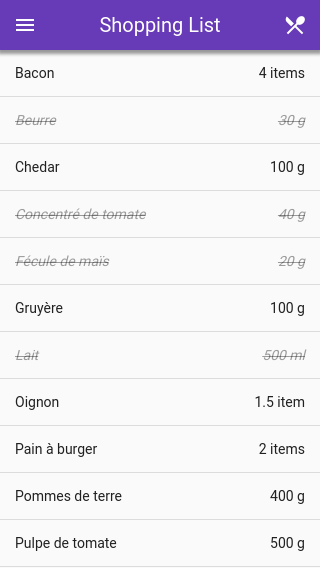 Shopping List
Bacon 4 items
Beurre 30 g
Chedar 100 g
Concentré de tomate 40 g
Fécule de maïs 20 g
Gruyère 100 g
Lait 500 ml
Oignon 1.5 item
Pain à burger 2 items
Pommes de terre 400 g
Pulpe de tomate 500 g